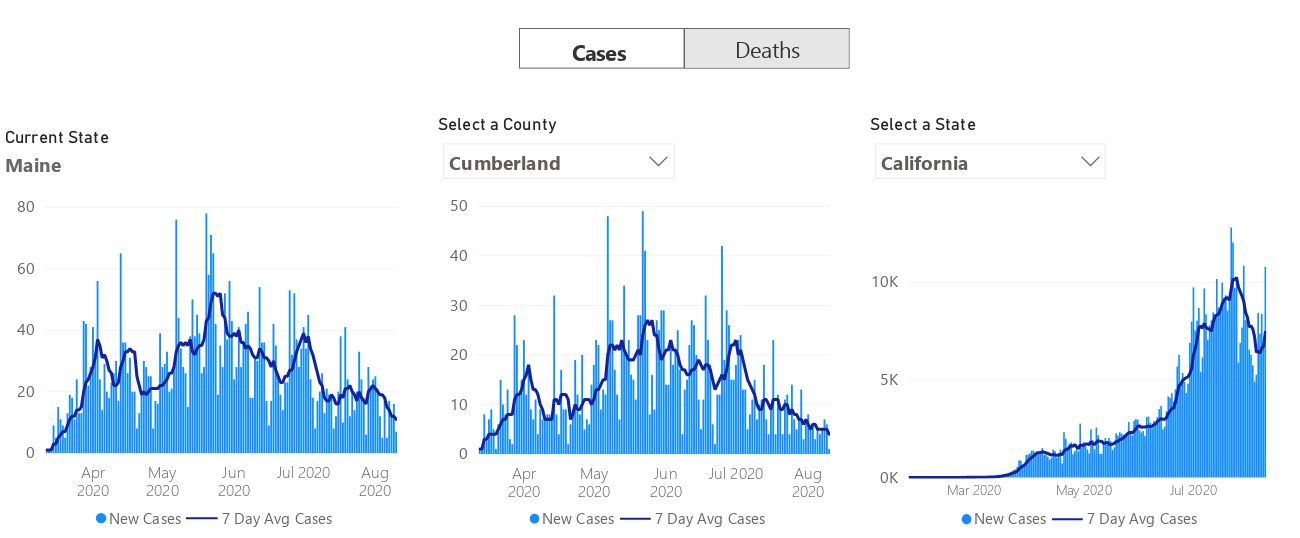 Cases Deaths
Current State
Maine
Select a County
Cumberland
Select a State
California
80
60
40
20
0
Apr 2020
May 2020
Jun 2020
Jul 2020
Aug 2020
New Cases 7 Day Avg Cases
50
40
30
20
10
0
Apr 2020
May 2020
Jun 2020
Jul 2020
Aug 2020
New Cases 7 Day Avg Cases
10K
5K
0K
Mar 2020 May 2020 Jul 2020
New Cases 7 Day Avg Cases